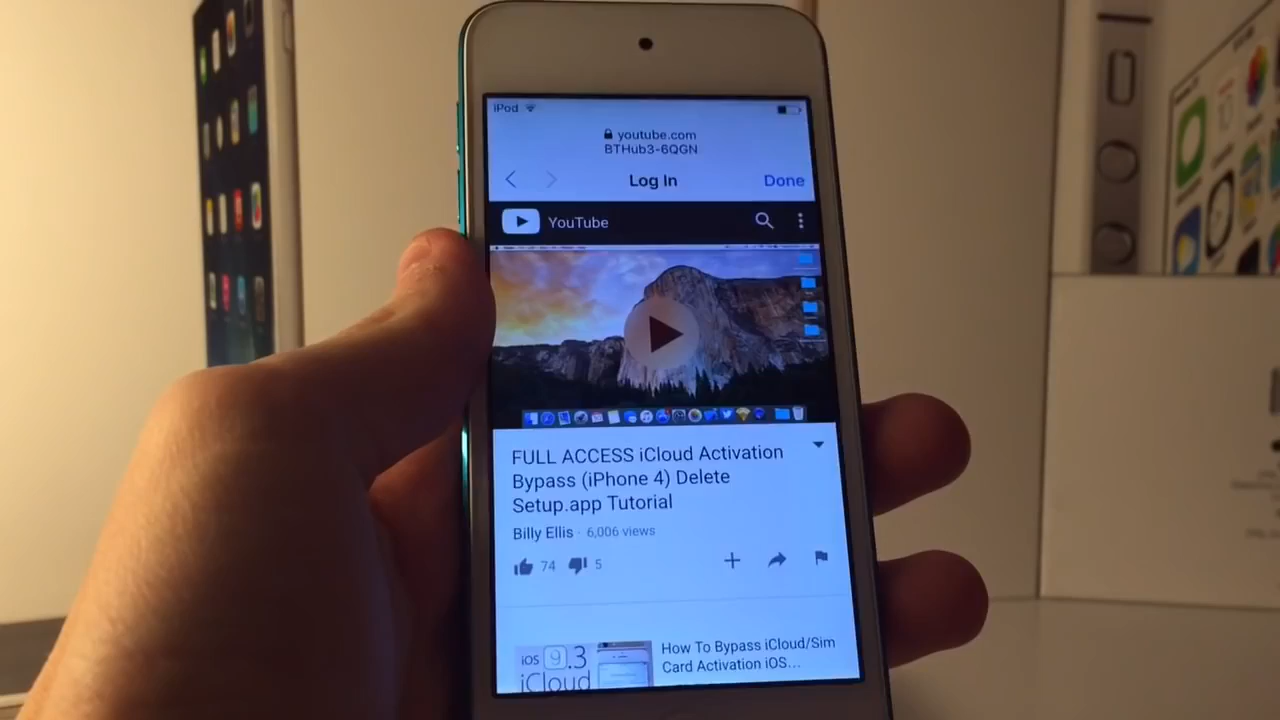 iPod
youtube.com
BTHub3-6QGN
Log In
Done
YouTube
FULL ACCESS iCloud Activation
Bypass (iPhone 4) Delete
Setup.app Tutorial
Billy Ellis · 6,006 views
74
5
iOS 9.3
iCloud
How To Bypass iCloud/Sim
Card Activation iOS...